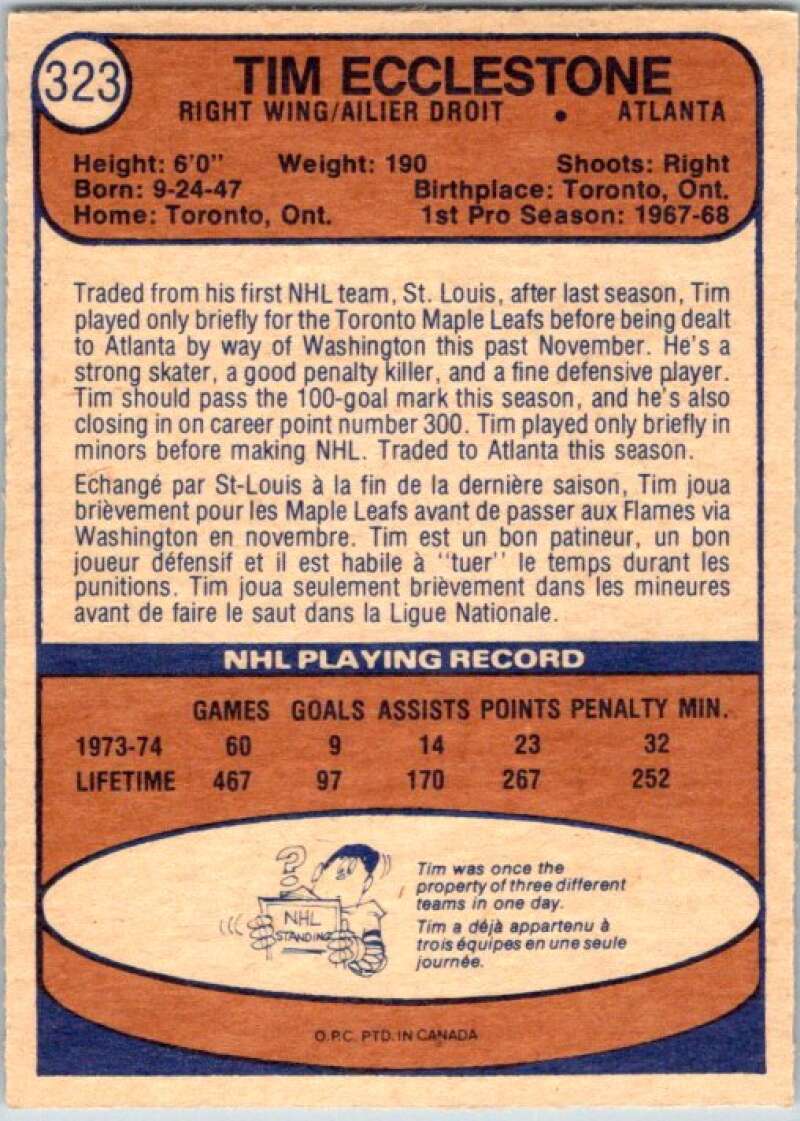 323
TIM ECCLESTONE
RIGHT WING/AILIER DROIT • ATLANTA
Height: 6'0" Weight: 190 Shoots: Right
Born: 9-24-47 Birthplace: Toronto, Ont.
Home: Toronto, Ont. 1st Pro Season: 1967-68
Traded from his first NHL team, St. Louis, after last season, Tim
played only briefly for the Toronto Maple Leafs before being dealt
to Atlanta by way of Washington this past November. He's a
strong skater, a good penalty killer, and a fine defensive player.
Tim should pass the 100-goal mark this season, and he's also
closing in on career point number 300. Tim played only briefly in
minors before making NHL. Traded to Atlanta this season.
Echangé par St-Louis à la fin de la dernière saison, Tim joua
brièvement pour les Maple Leafs avant de passer aux Flames via
Washington en novembre. Tim est un bon patineur, un bon
joueur défensif et il est habile à "tuer" le temps durant les
punitions. Tim joua seulement brièvement dans les mineures
avant de faire le saut dans la Ligue Nationale.
NHL PLAYING RECORD
GAMES GOALS ASSISTS POINTS PENALTY MIN.
1973-74 60 9 14 23 32
LIFETIME 467 97 170 267 252
?
NHL
STANDING
Tim was once the
property of three different
teams in one day.
Tim a déjà appartenu à
trois équipes en une seule
journée.
O.P.C. PTD. IN CANADA